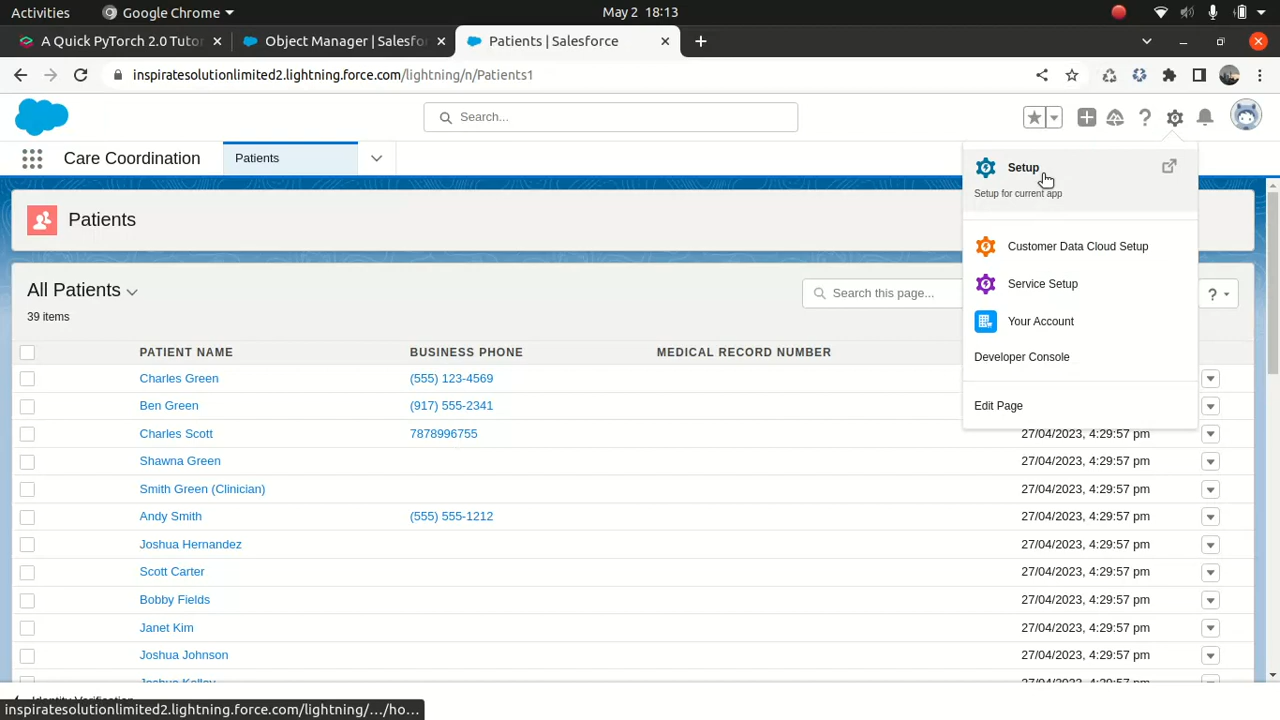 Activities
Google Chrome
May 2 18:13
A Quick PyTorch 2.0 Tutor
Object Manager | Salesfor
Patients | Salesforce
inspiratesolutionlimited2.lightning.force.com/lightning/n/Patients1
Search...
Care Coordination
Patients
Setup
Setup for current app
Customer Data Cloud Setup
Service Setup
Your Account
Developer Console
Edit Page
Patients
All Patients
39 items
Search this page...
?
PATIENT NAME BUSINESS PHONE MEDICAL RECORD NUMBER
Charles Green (555) 123-4569
Ben Green (917) 555-2341
Charles Scott 7878996755 27/04/2023, 4:29:57 pm
Shawna Green 27/04/2023, 4:29:57 pm
Smith Green (Clinician) 27/04/2023, 4:29:57 pm
Andy Smith (555) 555-1212 27/04/2023, 4:29:57 pm
Joshua Hernandez 27/04/2023, 4:29:57 pm
Scott Carter 27/04/2023, 4:29:57 pm
Bobby Fields 27/04/2023, 4:29:57 pm
Janet Kim 27/04/2023, 4:29:57 pm
Joshua Johnson 27/04/2023, 4:29:57 pm
Joshua Kelley 27/04/2023, 4:29:57 pm
Identity Verification
inspiratesolutionlimited2.lightning.force.com/lightning/.../ho...